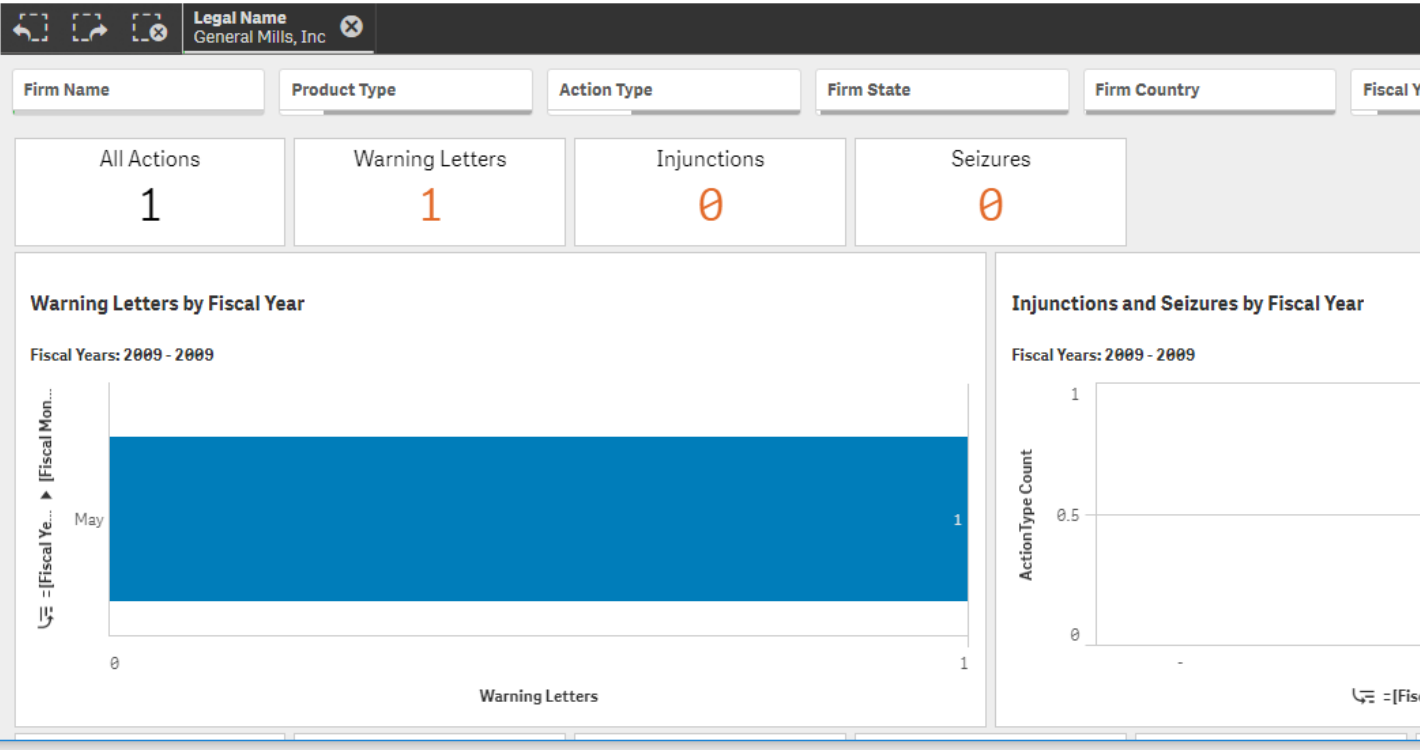 Legal Name
General Mills, Inc
Firm Name
Product Type
Action Type
Firm State
Firm Country
Fiscal Y
All Actions
1
Warning Letters
1
Injunctions
0
Seizures
0
Warning Letters by Fiscal Year
Fiscal Years: 2009 - 2009
=[Fiscal Ye... ▶ [Fiscal Mon...
May
1
0
1
Warning Letters
Injunctions and Seizures by Fiscal Year
Fiscal Years: 2009 - 2009
ActionType Count
1
0.5
0
-
=[Fisc